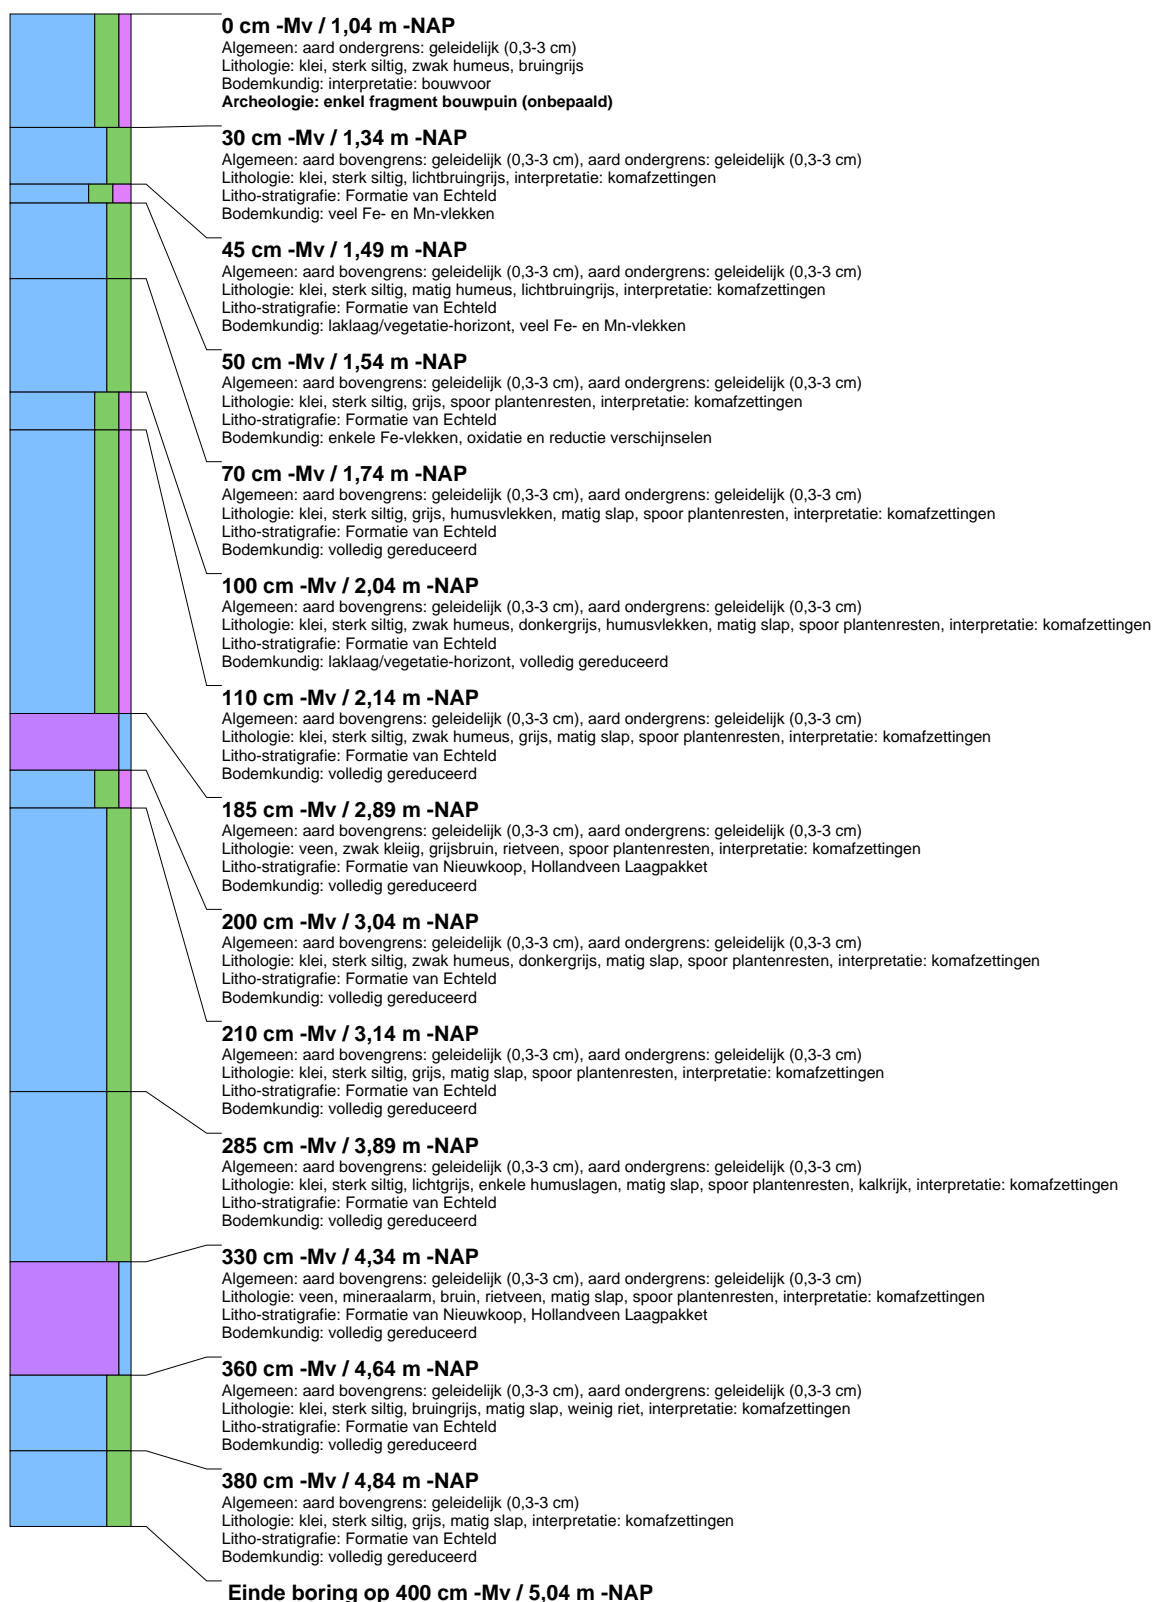 0 cm -Mv / 1,04 m -NAP
Algemeen: aard ondergrens: geleidelijk (0,3-3 cm)
Lithologie: klei, sterk siltig, zwak humeus, bruingrijs
Bodemkundig: interpretatie: bouwvoor
Archeologie: enkel fragment bouwpuin (onbepaald)
30 cm -Mv / 1,34 m -NAP
Algemeen: aard bovengrens: geleidelijk (0,3-3 cm), aard ondergrens: geleidelijk (0,3-3 cm)
Lithologie: klei, sterk siltig, lichtbruingrijs, interpretatie: komafzettingen
Litho-stratigrafie: Formatie van Echteld
Bodemkundig: veel Fe- en Mn-vlekken
45 cm -Mv / 1,49 m -NAP
Algemeen: aard bovengrens: geleidelijk (0,3-3 cm), aard ondergrens: geleidelijk (0,3-3 cm)
Lithologie: klei, sterk siltig, matig humeus, lichtbruingrijs, interpretatie: komafzettingen
Litho-stratigrafie: Formatie van Echteld
Bodemkundig: laklaag/vegetatie-horizont, veel Fe- en Mn-vlekken
50 cm -Mv / 1,54 m -NAP
Algemeen: aard bovengrens: geleidelijk (0,3-3 cm), aard ondergrens: geleidelijk (0,3-3 cm)
Lithologie: klei, sterk siltig, grijs, spoor plantenresten, interpretatie: komafzettingen
Litho-stratigrafie: Formatie van Echteld
Bodemkundig: enkele Fe-vlekken, oxidatie en reductie verschijnselen
70 cm -Mv / 1,74 m -NAP
Algemeen: aard bovengrens: geleidelijk (0,3-3 cm), aard ondergrens: geleidelijk (0,3-3 cm)
Lithologie: klei, sterk siltig, grijs, humusvlekken, matig slap, spoor plantenresten, interpretatie: komafzettingen
Litho-stratigrafie: Formatie van Echteld
Bodemkundig: volledig gereduceerd
100 cm -Mv / 2,04 m -NAP
Algemeen: aard bovengrens: geleidelijk (0,3-3 cm), aard ondergrens: geleidelijk (0,3-3 cm)
Lithologie: klei, sterk siltig, zwak humeus, donkergrijs, humusvlekken, matig slap, spoor plantenresten, interpretatie: komafzettingen
Litho-stratigrafie: Formatie van Echteld
Bodemkundig: laklaag/vegetatie-horizont, volledig gereduceerd
110 cm -Mv / 2,14 m -NAP
Algemeen: aard bovengrens: geleidelijk (0,3-3 cm), aard ondergrens: geleidelijk (0,3-3 cm)
Lithologie: klei, sterk siltig, zwak humeus, grijs, matig slap, spoor plantenresten, interpretatie: komafzettingen
Litho-stratigrafie: Formatie van Echteld
Bodemkundig: volledig gereduceerd
185 cm -Mv / 2,89 m -NAP
Algemeen: aard bovengrens: geleidelijk (0,3-3 cm), aard ondergrens: geleidelijk (0,3-3 cm)
Lithologie: veen, zwak kleiig, grijsbruin, rietveen, spoor plantenresten, interpretatie: komafzettingen
Litho-stratigrafie: Formatie van Nieuwkoop, Hollandveen Laagpakket
Bodemkundig: volledig gereduceerd
200 cm -Mv / 3,04 m -NAP
Algemeen: aard bovengrens: geleidelijk (0,3-3 cm), aard ondergrens: geleidelijk (0,3-3 cm)
Lithologie: klei, sterk siltig, zwak humeus, donkergrijs, matig slap, spoor plantenresten, interpretatie: komafzettingen
Litho-stratigrafie: Formatie van Echteld
Bodemkundig: volledig gereduceerd
210 cm -Mv / 3,14 m -NAP
Algemeen: aard bovengrens: geleidelijk (0,3-3 cm), aard ondergrens: geleidelijk (0,3-3 cm)
Lithologie: klei, sterk siltig, grijs, matig slap, spoor plantenresten, interpretatie: komafzettingen
Litho-stratigrafie: Formatie van Echteld
Bodemkundig: volledig gereduceerd
285 cm -Mv / 3,89 m -NAP
Algemeen: aard bovengrens: geleidelijk (0,3-3 cm), aard ondergrens: geleidelijk (0,3-3 cm)
Lithologie: klei, sterk siltig, lichtgrijs, enkele humuslagen, matig slap, spoor plantenresten, kalkrijk, interpretatie: komafzettingen
Litho-stratigrafie: Formatie van Echteld
Bodemkundig: volledig gereduceerd
330 cm -Mv / 4,34 m -NAP
Algemeen: aard bovengrens: geleidelijk (0,3-3 cm), aard ondergrens: geleidelijk (0,3-3 cm)
Lithologie: veen, mineraalarm, bruin, rietveen, matig slap, spoor plantenresten, interpretatie: komafzettingen
Litho-stratigrafie: Formatie van Nieuwkoop, Hollandveen Laagpakket
Bodemkundig: volledig gereduceerd
360 cm -Mv / 4,64 m -NAP
Algemeen: aard bovengrens: geleidelijk (0,3-3 cm), aard ondergrens: geleidelijk (0,3-3 cm)
Lithologie: klei, sterk siltig, bruingrijs, matig slap, weinig riet, interpretatie: komafzettingen
Litho-stratigrafie: Formatie van Echteld
Bodemkundig: volledig gereduceerd
380 cm -Mv / 4,84 m -NAP
Algemeen: aard bovengrens: geleidelijk (0,3-3 cm)
Lithologie: klei, sterk siltig, grijs, matig slap, interpretatie: komafzettingen
Litho-stratigrafie: Formatie van Echteld
Bodemkundig: volledig gereduceerd
Einde boring op 400 cm -Mv / 5,04 m -NAP